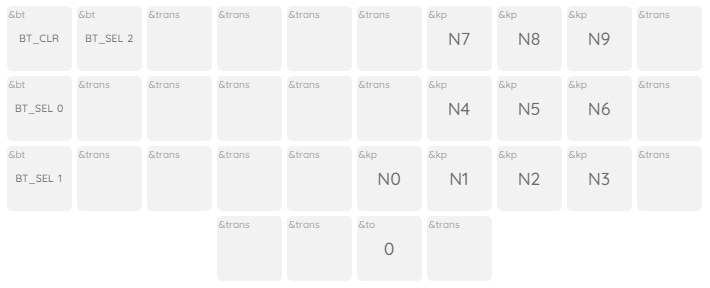 &bt &bt &trans &trans &trans &trans &kp &kp &kp &trans
BT_CLR BT_SEL 2 N7 N8 N9
&bt &trans &trans &trans &trans &trans &kp &kp &kp &trans
BT_SEL 0 N4 N5 N6
&bt &trans &trans &trans &trans &kp &kp &kp &kp &trans
BT_SEL 1 N0 N1 N2 N3
&trans &trans &to &trans
0